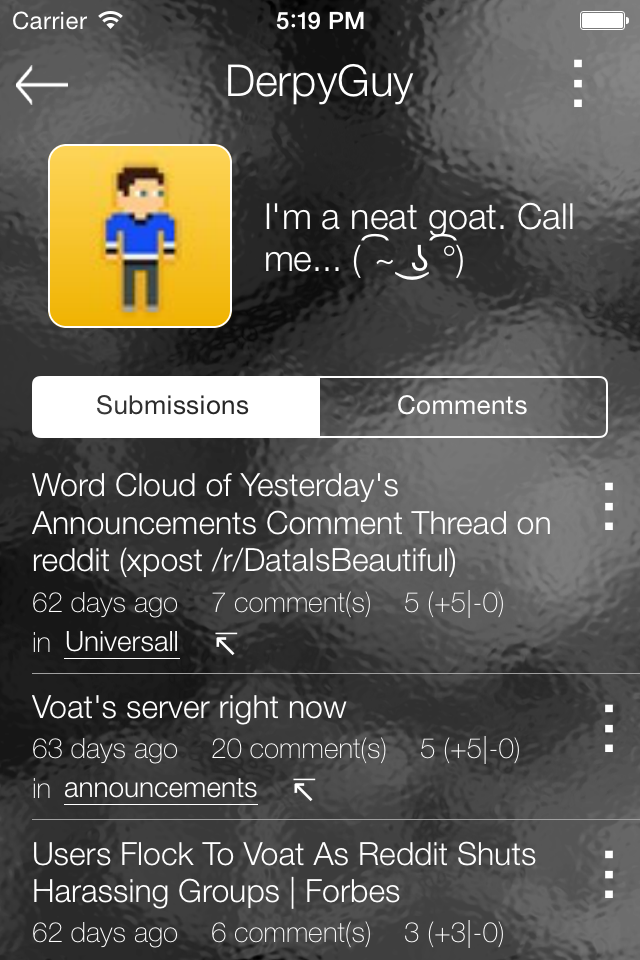 Carrier 5:19 PM
DerpyGuy
I'm a neat goat. Call
me... ( ͡~ ͜ʖ ͡°)
Submissions Comments
Word Cloud of Yesterday's
Announcements Comment Thread on
reddit (xpost /r/DataIsBeautiful)
62 days ago 7 comment(s) 5 (+5|-0)
in Universall
Voat's server right now
63 days ago 20 comment(s) 5 (+5|-0)
in announcements
Users Flock To Voat As Reddit Shuts
Harassing Groups | Forbes
62 days ago 6 comment(s) 3 (+3|-0)